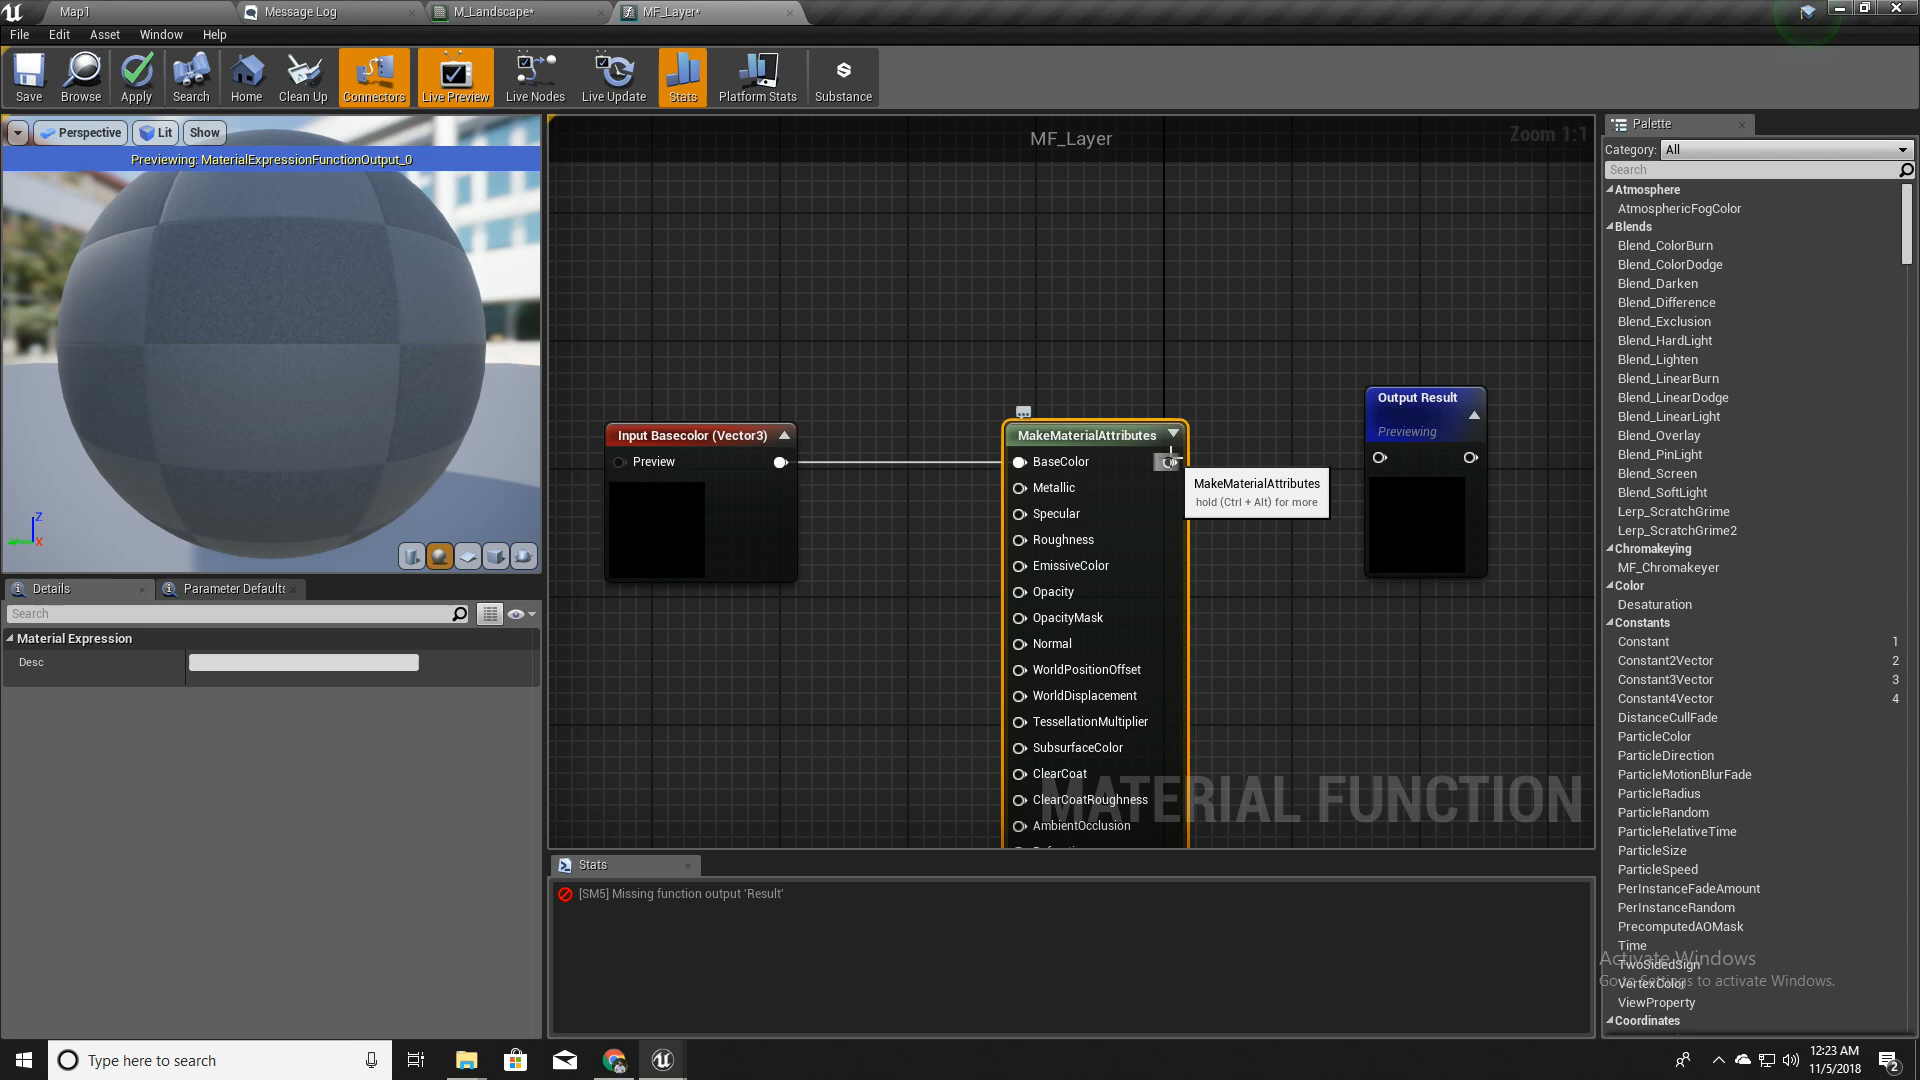 Map1
Message Log
M_Landscape*
MF_Layer*
File
Edit
Asset
Window
Help
Save
Browse
Apply
Search
Home
Clean Up
Connectors
Live Preview
Live Nodes
Live Update
Stats
Platform Stats
Substance
Perspective
Lit
Show
Previewing: MaterialExpressionFunctionOutput_0
Z
X
Details
Parameter Defaults
Search
Material Expression
Desc
MF_Layer
Zoom 1:1
Input Basecolor (Vector3)
Preview
MakeMaterialAttributes
BaseColor
Metallic
Specular
Roughness
EmissiveColor
Opacity
OpacityMask
Normal
WorldPositionOffset
WorldDisplacement
TessellationMultiplier
SubsurfaceColor
ClearCoat
ClearCoatRoughness
AmbientOcclusion
MakeMaterialAttributes
hold (Ctrl + Alt) for more
Output Result
Previewing
MATERIAL FUNCTION
Stats
[SM5] Missing function output 'Result'
Palette
Category:
All
Search
Atmosphere
AtmosphericFogColor
Blends
Blend_ColorBurn
Blend_ColorDodge
Blend_Darken
Blend_Difference
Blend_Exclusion
Blend_HardLight
Blend_Lighten
Blend_LinearBurn
Blend_LinearDodge
Blend_LinearLight
Blend_Overlay
Blend_PinLight
Blend_Screen
Blend_SoftLight
Lerp_ScratchGrime
Lerp_ScratchGrime2
Chromakeying
MF_Chromakeyer
Color
Desaturation
Constants
Constant 1
Constant2Vector 2
Constant3Vector 3
Constant4Vector 4
DistanceCullFade
ParticleColor
ParticleDirection
ParticleMotionBlurFade
ParticleRadius
ParticleRandom
ParticleRelativeTime
ParticleSize
ParticleSpeed
PerInstanceFadeAmount
PerInstanceRandom
PrecomputedAOMask
Time
TwoSidedSign
VertexColor
ViewProperty
Coordinates
Activate Windows
Go to Settings to activate Windows.
Type here to search
12:23 AM
11/5/2018
2